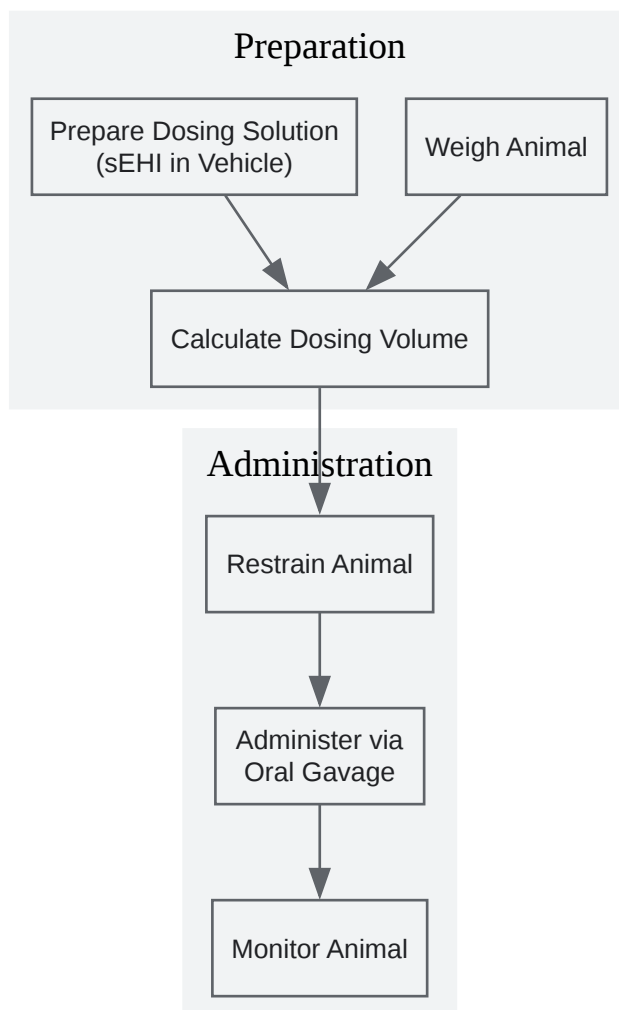 Preparation
Prepare Dosing Solution
(sEHI in Vehicle)
Weigh Animal
Calculate Dosing Volume
Administration
Restrain Animal
Administer via
Oral Gavage
Monitor Animal